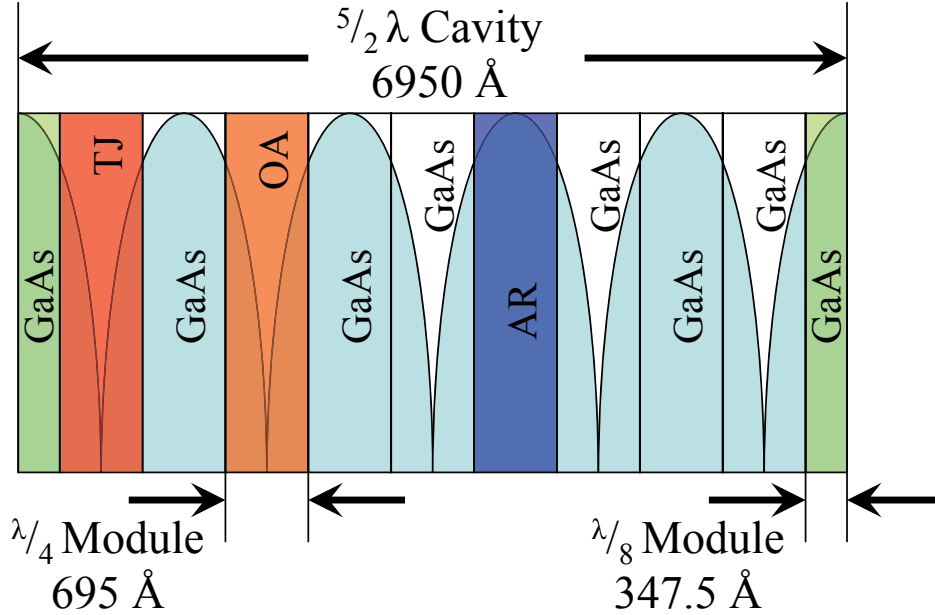 5/2 λ Cavity
6950 Å
GaAs
TJ
GaAs
OA
GaAs
GaAs
AR
GaAs
GaAs
GaAs
GaAs
λ/4 Module
695 Å
λ/8 Module
347.5 Å